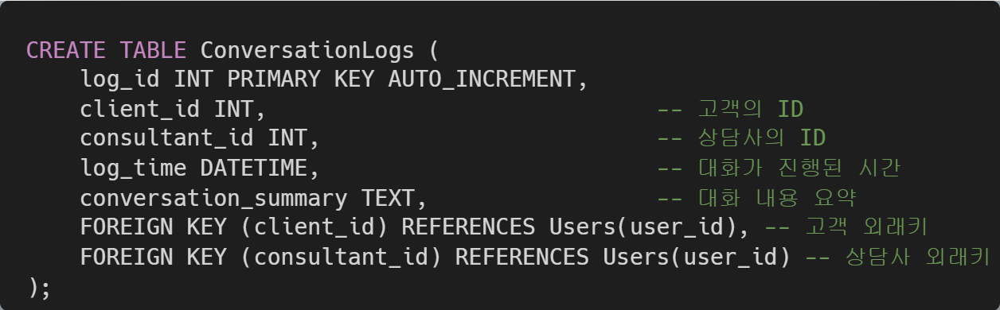 CREATE TABLE ConversationLogs (
    log_id INT PRIMARY KEY AUTO_INCREMENT,
    client_id INT,                             -- 고객의 ID
    consultant_id INT,                         -- 상담사의 ID
    log_time DATETIME,                         -- 대화가 진행된 시간
    conversation_summary TEXT,                 -- 대화 내용 요약
    FOREIGN KEY (client_id) REFERENCES Users(user_id), -- 고객 외래키
    FOREIGN KEY (consultant_id) REFERENCES Users(user_id) -- 상담사 외래키
);